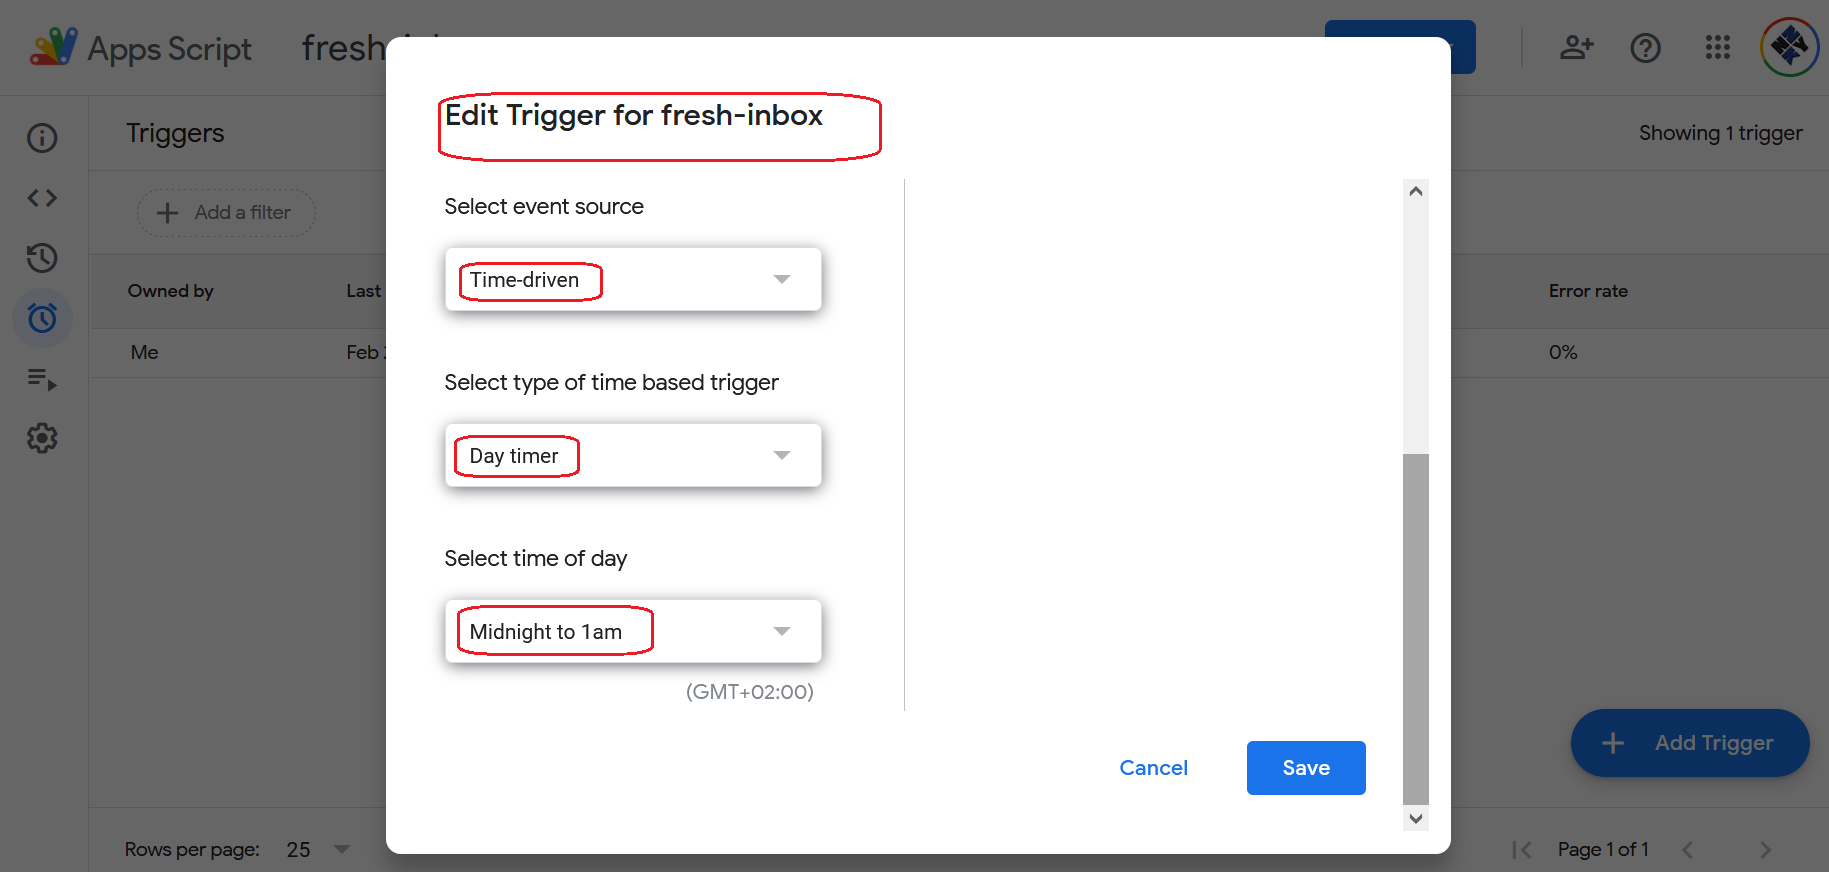 Apps Script
fresh-
Edit Trigger for fresh-inbox
Triggers
Showing 1 trigger
Add a filter
Select event source
Time-driven
Owned by
Last
Error rate
Me
Feb
0%
Select type of time based trigger
Day timer
Select time of day
Midnight to 1am
(GMT+02:00)
Add Trigger
Cancel
Save
Rows per page:
25
Page 1 of 1